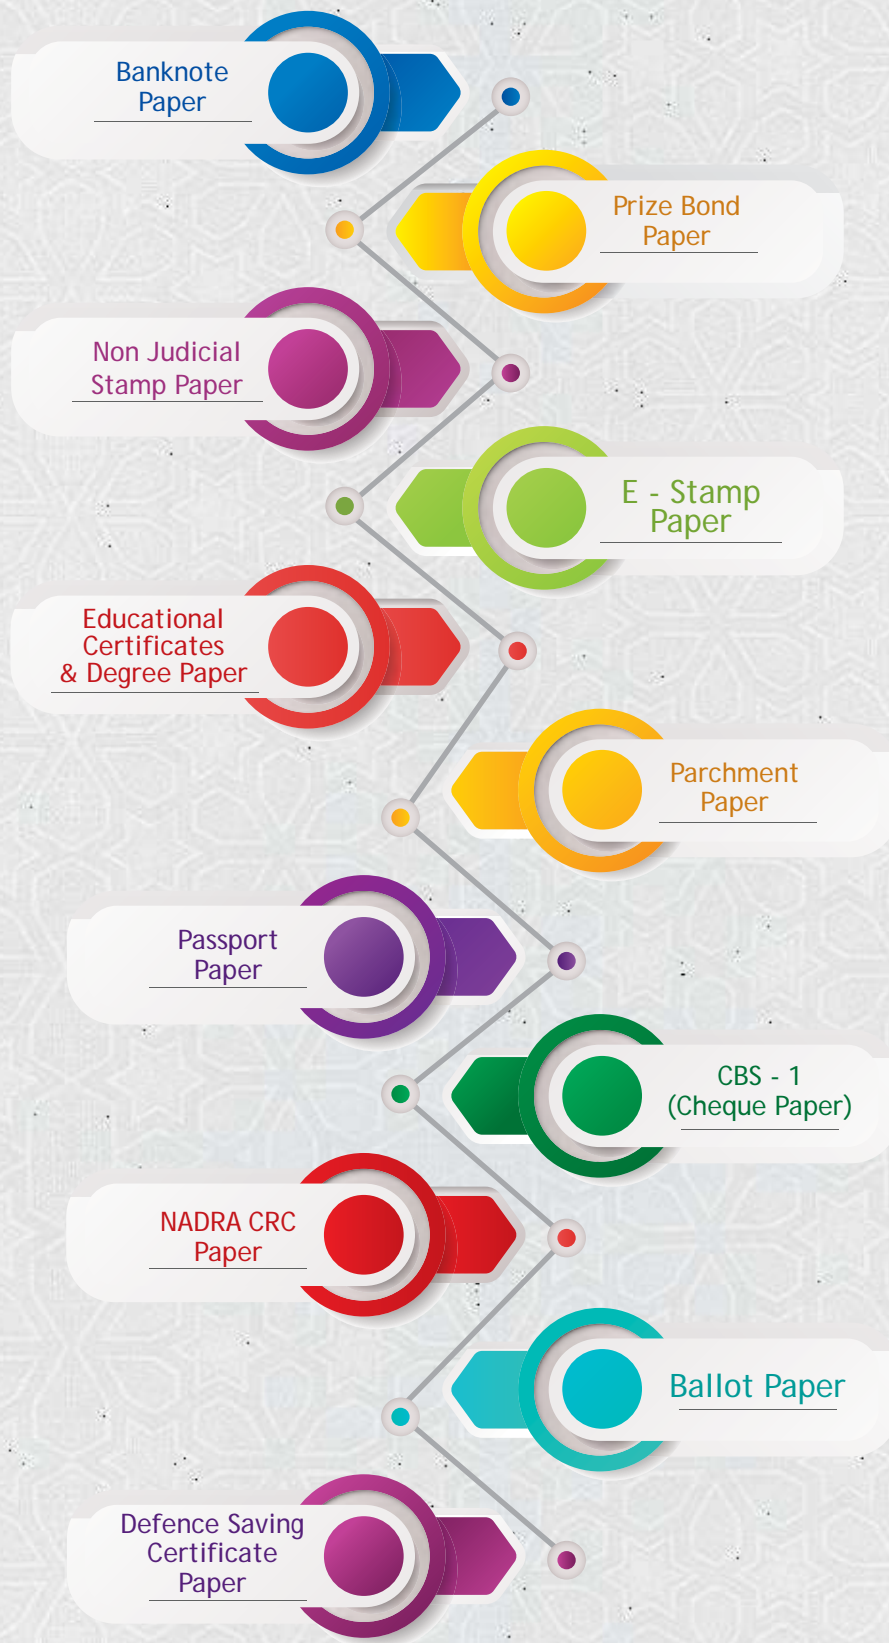 Banknote
Paper
Prize Bond
Paper
Non Judicial
Stamp Paper
E - Stamp
Paper
Educational
Certificates
& Degree Paper
Parchment
Paper
Passport
Paper
CBS - 1
(Cheque Paper)
NADRA CRC
Paper
Ballot Paper
Defence Saving
Certificate
Paper